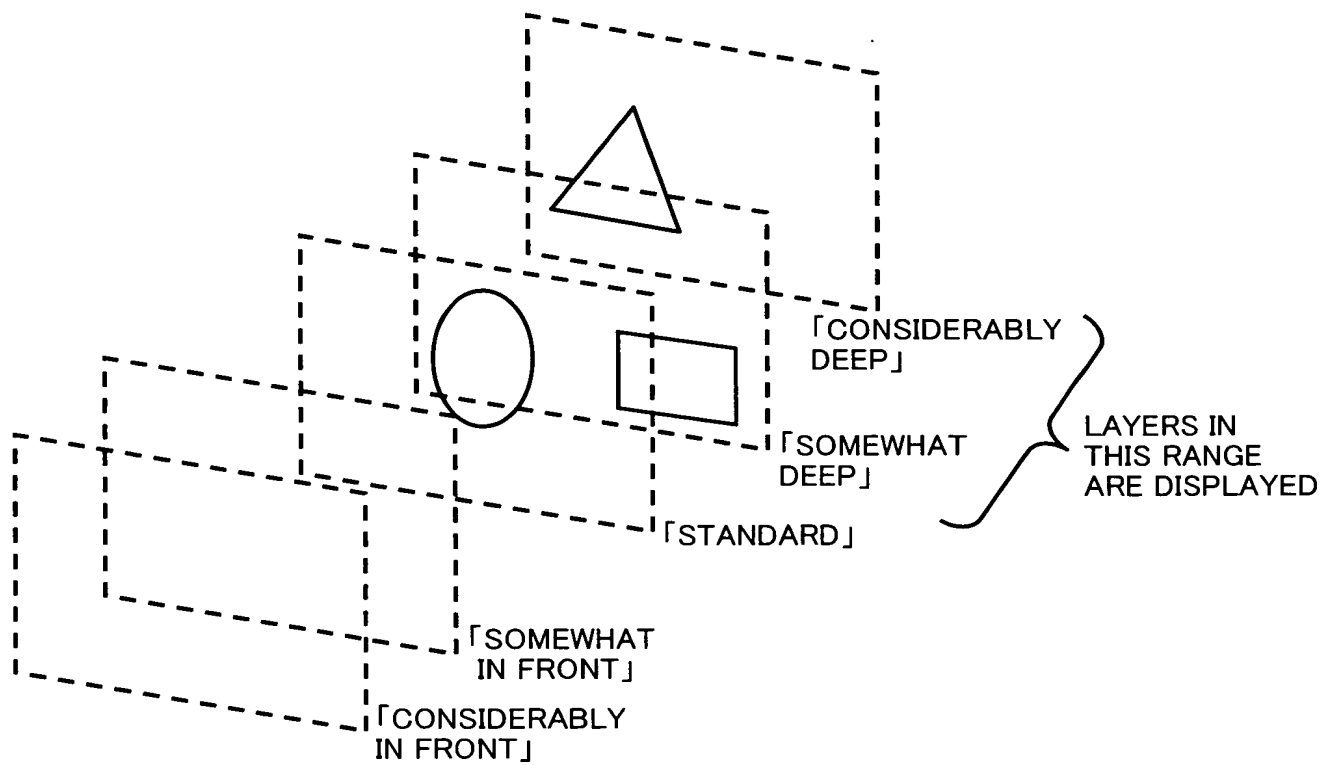 「CONSIDERABLY
DEEP」
「SOMEWHAT
DEEP」
「STANDARD」
「SOMEWHAT
IN FRONT」
「CONSIDERABLY
IN FRONT」
LAYERS IN
THIS RANGE
ARE DISPLAYED